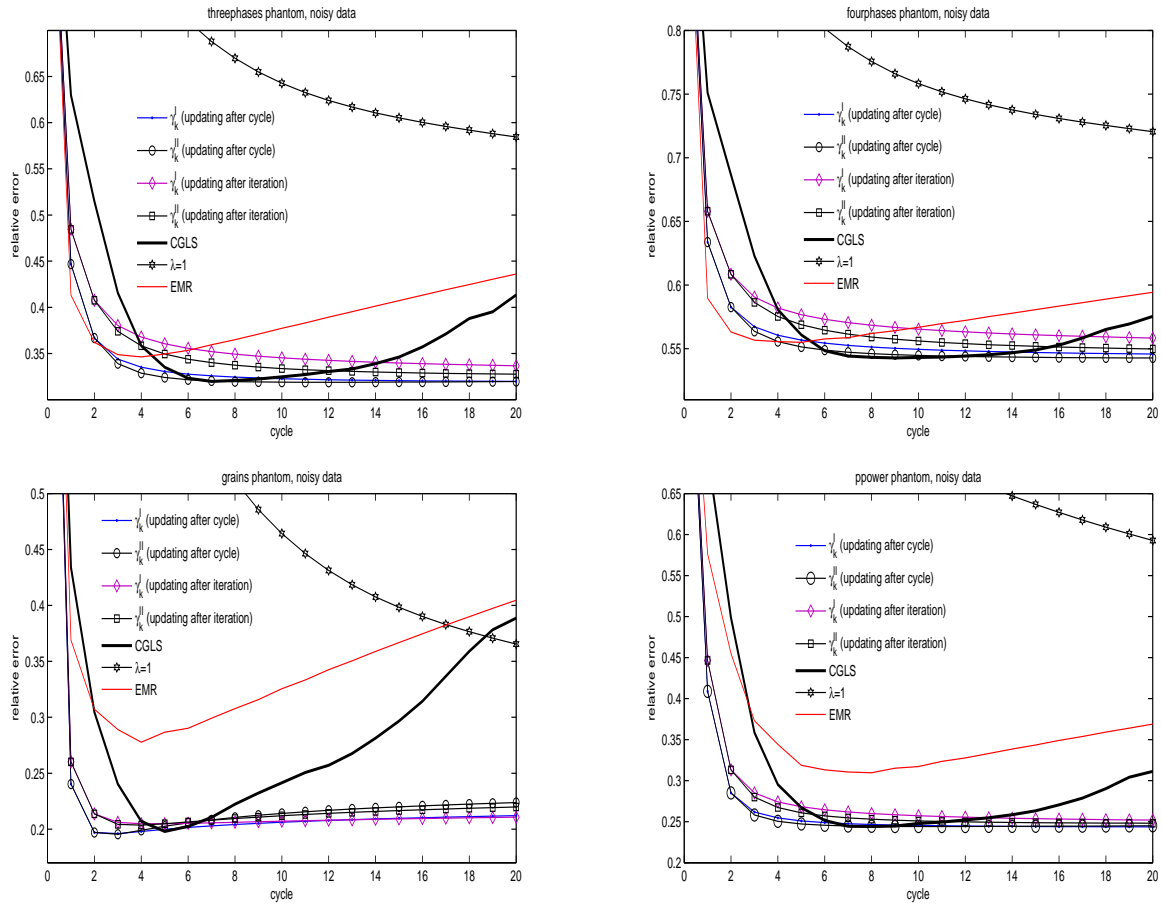 threephases phantom, noisy data
relative error
0.65
0.6
0.55
0.5
0.45
0.4
0.35
γ_k^I (updating after cycle)
γ_k^II (updating after cycle)
γ_k^I (updating after iteration)
γ_k^II (updating after iteration)
CGLS
λ=1
EMR
0 2 4 6 8 10 12 14 16 18 20
cycle
fourphases phantom, noisy data
relative error
0.8
0.75
0.7
0.65
0.6
0.55
γ_k^I (updating after cycle)
γ_k^II (updating after cycle)
γ_k^I (updating after iteration)
γ_k^II (updating after iteration)
CGLS
λ=1
EMR
0 2 4 6 8 10 12 14 16 18 20
cycle
grains phantom, noisy data
relative error
0.5
0.45
0.4
0.35
0.3
0.25
0.2
γ_k^I (updating after cycle)
γ_k^II (updating after cycle)
γ_k^I (updating after iteration)
γ_k^II (updating after iteration)
CGLS
λ=1
EMR
0 2 4 6 8 10 12 14 16 18 20
cycle
ppower phantom, noisy data
relative error
0.65
0.6
0.55
0.5
0.45
0.4
0.35
0.3
0.25
0.2
γ_k^I (updating after cycle)
γ_k^II (updating after cycle)
γ_k^I (updating after iteration)
γ_k^II (updating after iteration)
CGLS
λ=1
EMR
0 2 4 6 8 10 12 14 16 18 20
cycle